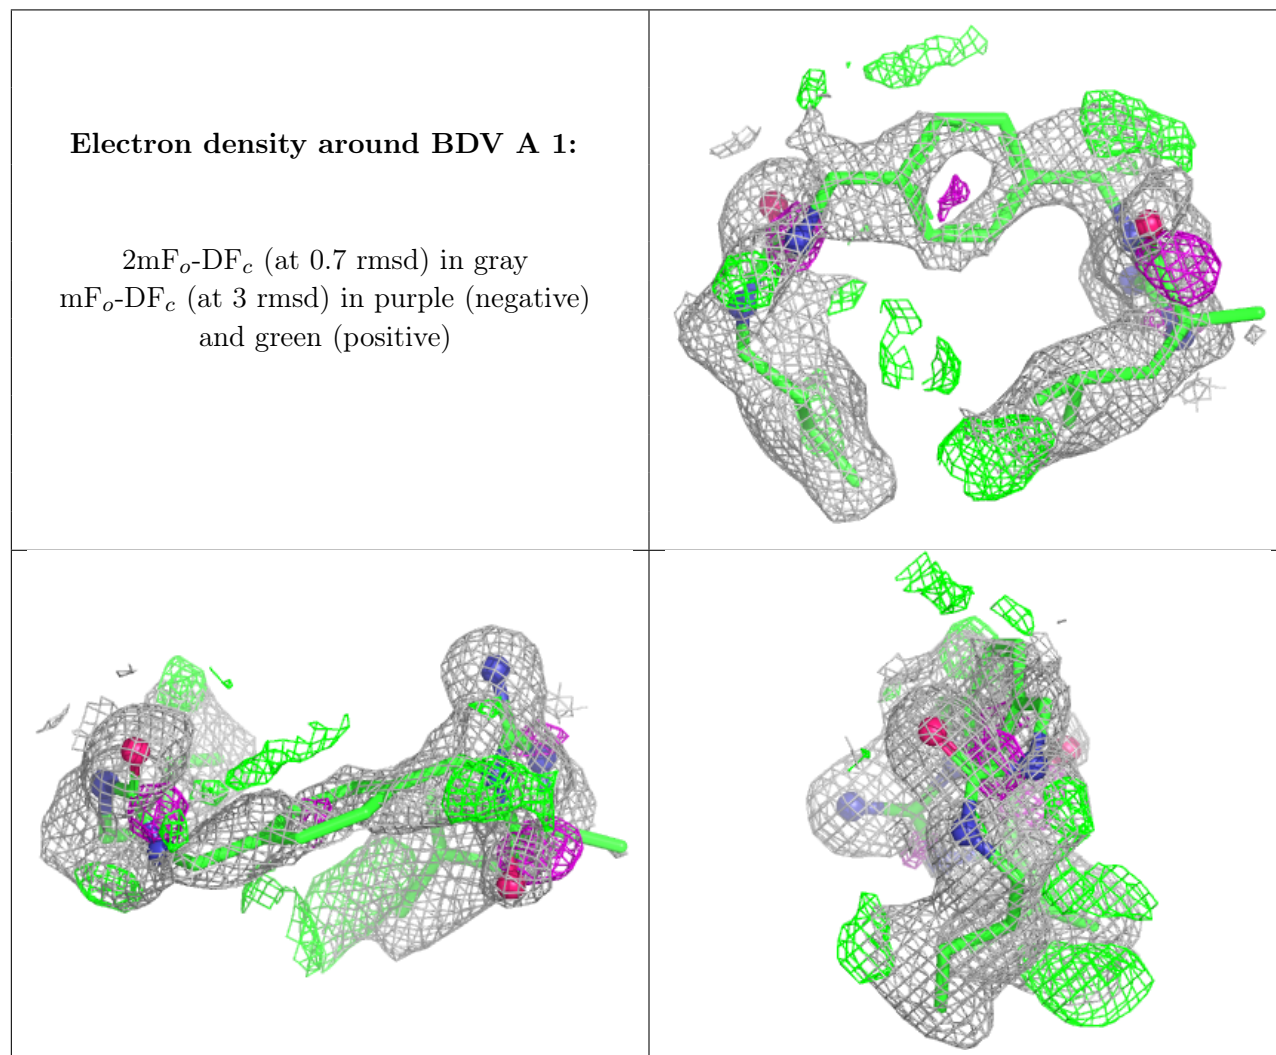 Electron density around BDV A 1:
2mFo-DFc (at 0.7 rmsd) in gray
mFo-DFc (at 3 rmsd) in purple (negative)
and green (positive)